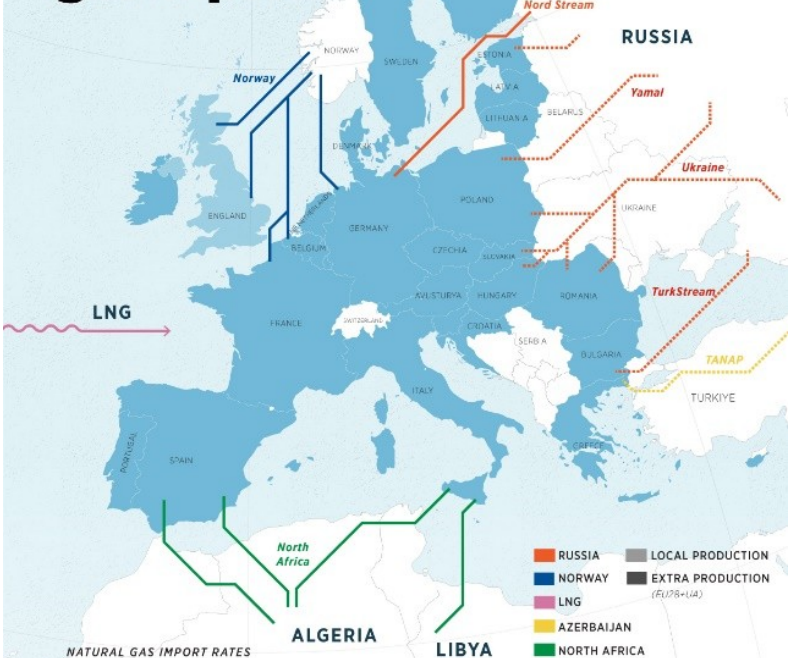 Nord Stream
RUSSIA
NORWAY
Norway
SWEDEN
ESTONIA
LATVIA
LITHUANIA
Yamal
BELARUS
DENMARK
Ukraine
UKRAINE
ENGLAND
NETHERLANDS
BELGIUM
GERMANY
POLAND
CZECHIA
SLOVAKIA
LNG
FRANCE
SWITZERLAND
AVUSTURYA
HUNGARY
ROMANIA
TurkStream
CROATIA
SERBIA
BULGARIA
TANAP
TURKIYE
ITALY
GREECE
PORTUGAL
SPAIN
North
Africa
ALGERIA
LIBYA
RUSSIA
LOCAL PRODUCTION
NORWAY
EXTRA PRODUCTION
(EU28+UA)
LNG
AZERBAIJAN
NORTH AFRICA
NATURAL GAS IMPORT RATES